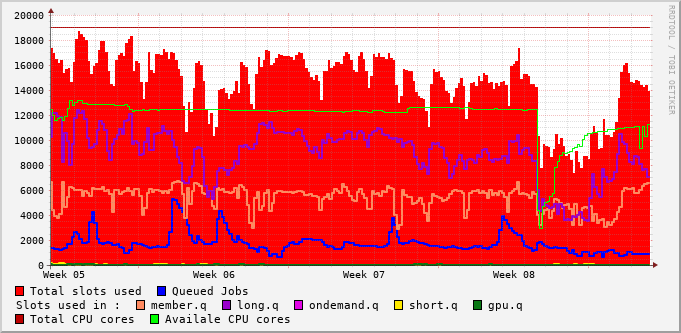 20000
18000
16000
14000
12000
10000
8000
6000
4000
2000
0
Week 05 Week 06 Week 07 Week 08
RRDTOOL / TOBI OETIKER
Total slots used Queued Jobs
Slots used in : member.q long.q ondemand.q short.q gpu.q
Total CPU cores Availale CPU cores